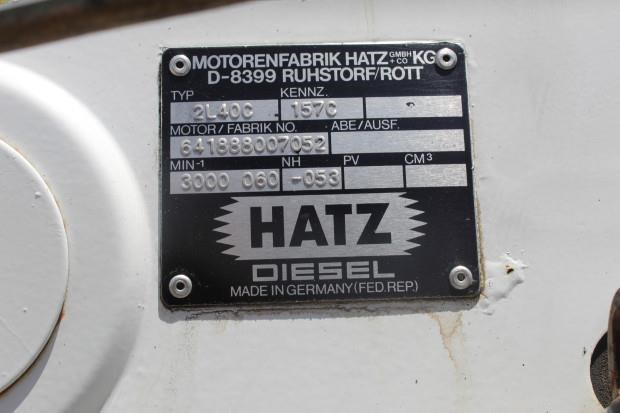 MOTORENFABRIK HATZ GMBH + CO KG
D-8399 RUHSTORF/ROTT
TYP KENNZ.
2L40C 157C
MOTOR/FABRIK NO. ABE/AUSF.
641888007052
MIN-1 NH PV CM³
3000 060 -053
HATZ
DIESEL
MADE IN GERMANY (FED. REP.)